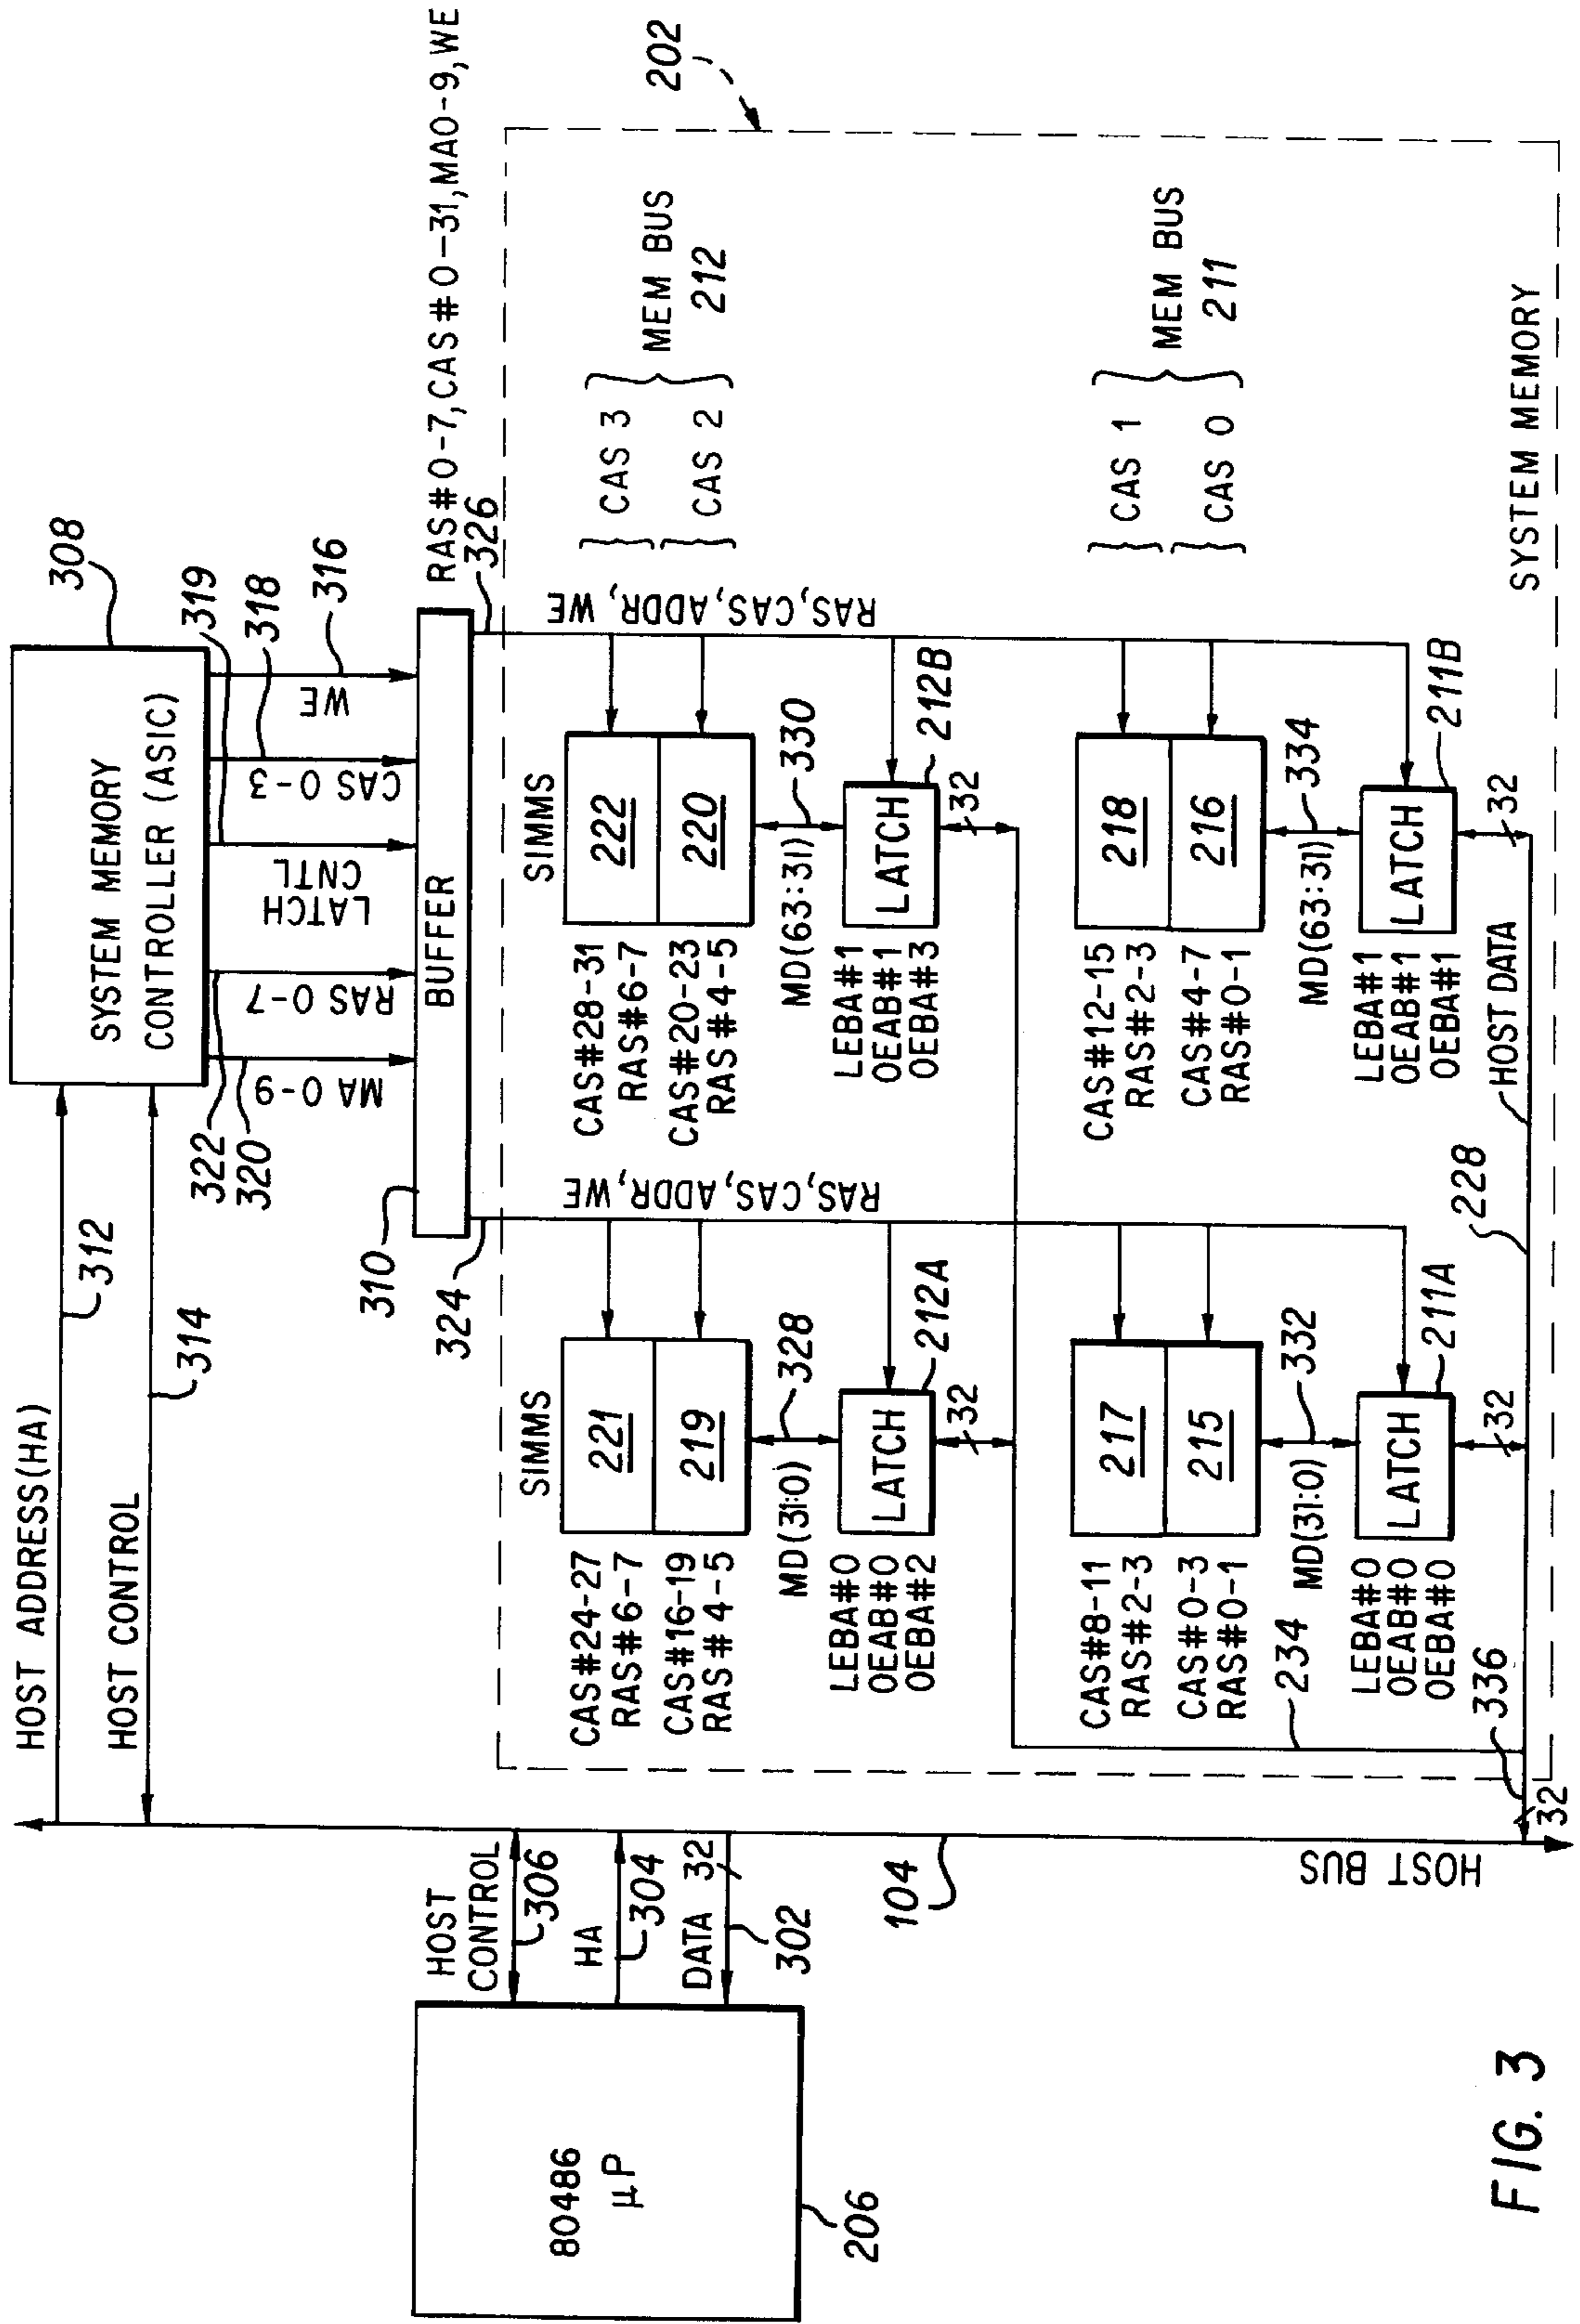 HOST ADDRESS(HA)
312
HOST CONTROL
314
SYSTEM MEMORY
CONTROLLER (ASIC)
308
322
320
MA 0-9
RAS 0-7
LATCH
CNTL
CAS 0-3
WE
319
318
316
310
BUFFER
RAS#0-7,CAS#0-31,MA0-9,WE
324
326
202
80486
μP
206
HOST
CONTROL
306
HA
304
DATA 32
302
104
HOST BUS
RAS,CAS,ADDR,WE
RAS,CAS,ADDR,WE
SIMMS
CAS#24-27
RAS#6-7
221
CAS#16-19
RAS#4-5
219
MD(31:0)
328
LEBA#0
OEAB#0
OEBA#2
LATCH
212A
32
SIMMS
CAS#28-31
RAS#6-7
222
CAS#20-23
RAS#4-5
220
MD(63:31)
330
LEBA#1
OEAB#1
OEBA#3
LATCH
212B
32
CAS 3
CAS 2
MEM BUS
212
CAS#8-11
RAS#2-3
217
CAS#0-3
RAS#0-1
215
MD(31:0)
332
LEBA#0
OEAB#0
OEBA#0
LATCH
211A
32
CAS#12-15
RAS#2-3
218
CAS#4-7
RAS#0-1
216
MD(63:31)
334
LEBA#1
OEAB#1
OEBA#1
LATCH
211B
32
CAS 1
CAS 0
MEM BUS
211
234
336
32
228
HOST DATA
SYSTEM MEMORY
FIG. 3